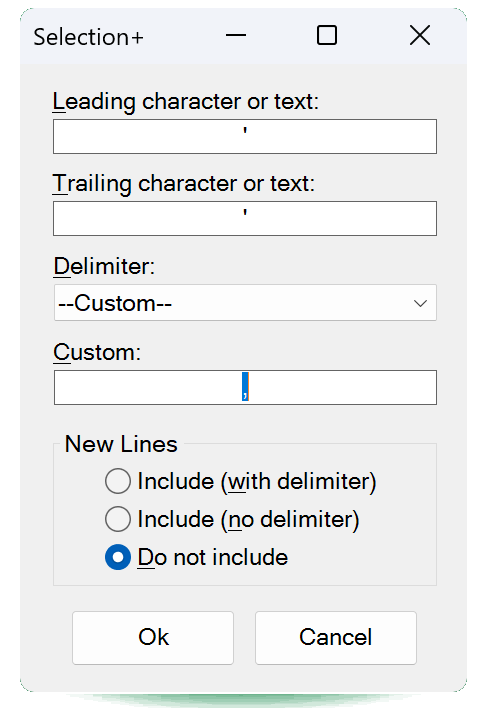 Selection+
Leading character or text:
'
Trailing character or text:
'
Delimiter:
--Custom--
Custom:
,
New Lines
Include (with delimiter)
Include (no delimiter)
Do not include
Ok
Cancel